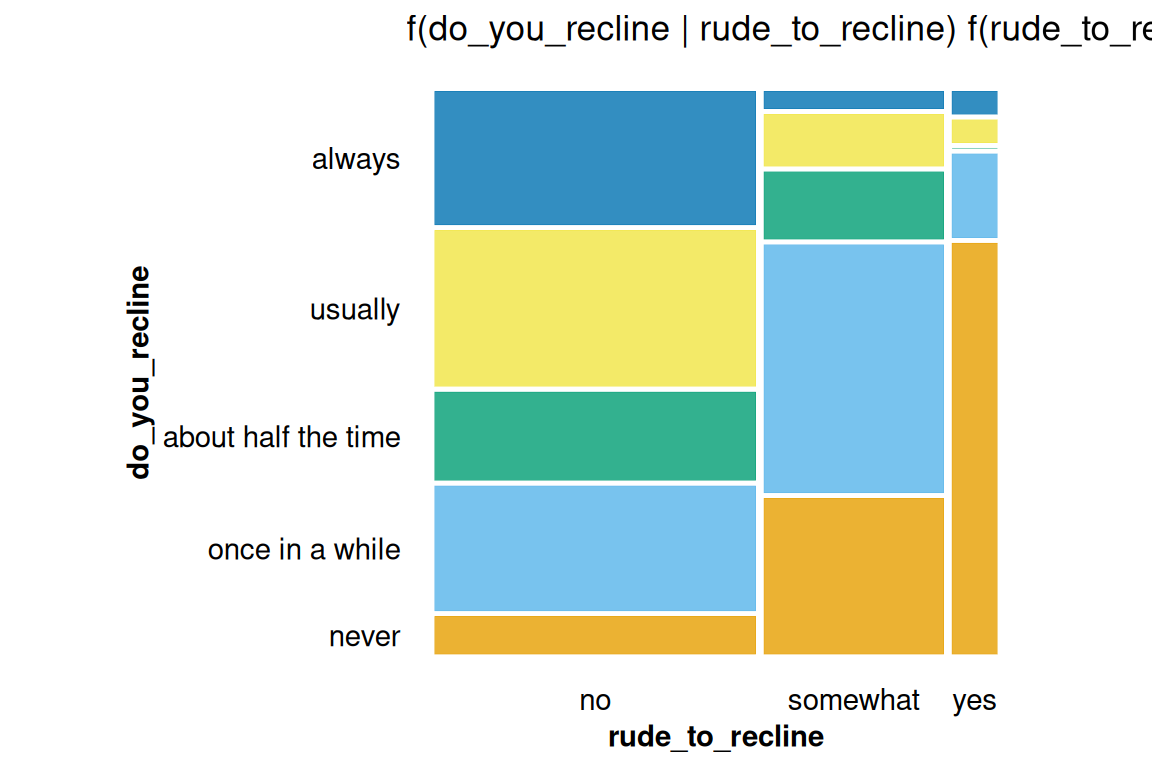 f(do_you_recline | rude_to_recline) f(rude_to_re
always
usually
do_you_recline
about half the time
once in a while
never
no somewhat yes
rude_to_recline